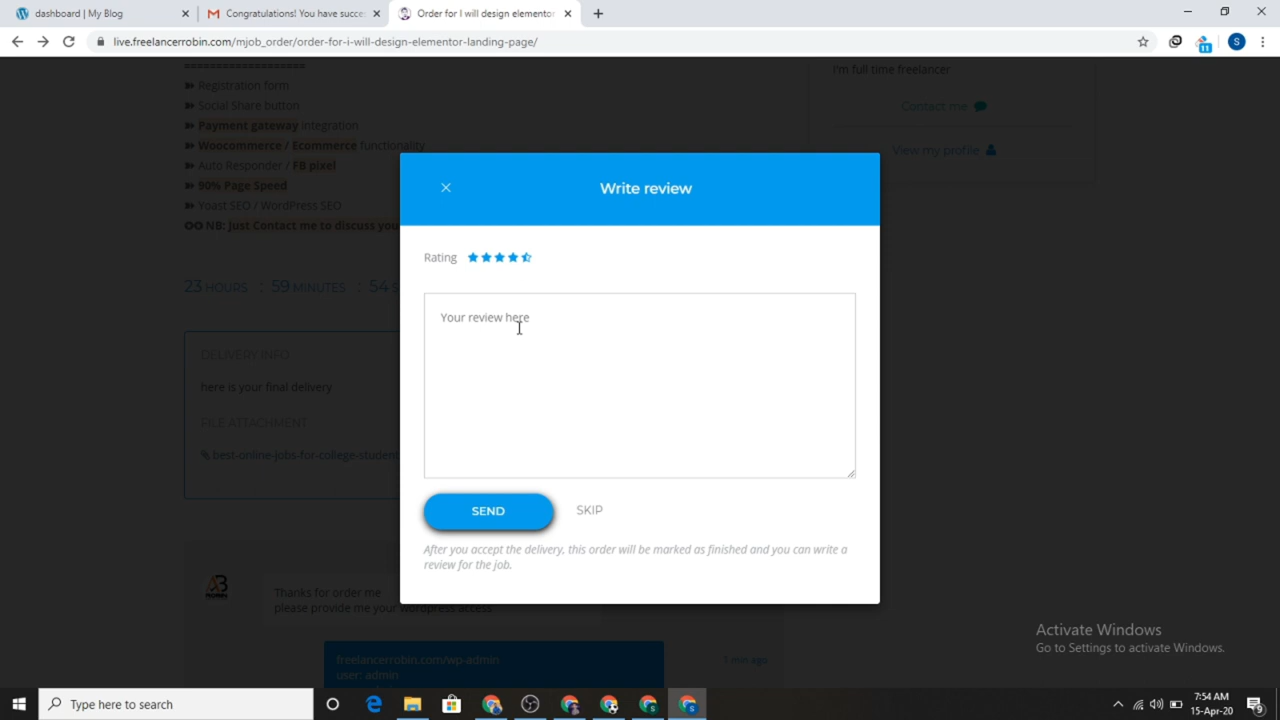 dashboard | My Blog
Congratulations! You have succes
Order for I will design elementor
live.freelancerrobin.com/mjob_order/order-for-i-will-design-elementor-landing-page/
S
11
====================
Registration form
Social Share button
Payment gateway integration
Woocommerce / Ecommerce functionality
Auto Responder / FB pixel
90% Page Speed
Yoast SEO / WordPress SEO
NB: Just Contact me to discuss you
23 HOURS : 59 MINUTES : 54 S
DELIVERY INFO
here is your final delivery
FILE ATTACHMENT
best-online-jobs-for-college-student
I'm full time freelancer
Contact me
View my profile
Write review
Rating
Your review here
SEND
SKIP
After you accept the delivery, this order will be marked as finished and you can write a
review for the job.
Thanks for order me
please provide me your wordpress access
freelancerrobin.com/wp-admin
user: admin
1 min ago
Activate Windows
Go to Settings to activate Windows.
Type here to search
7:54 AM
15-Apr-20
9